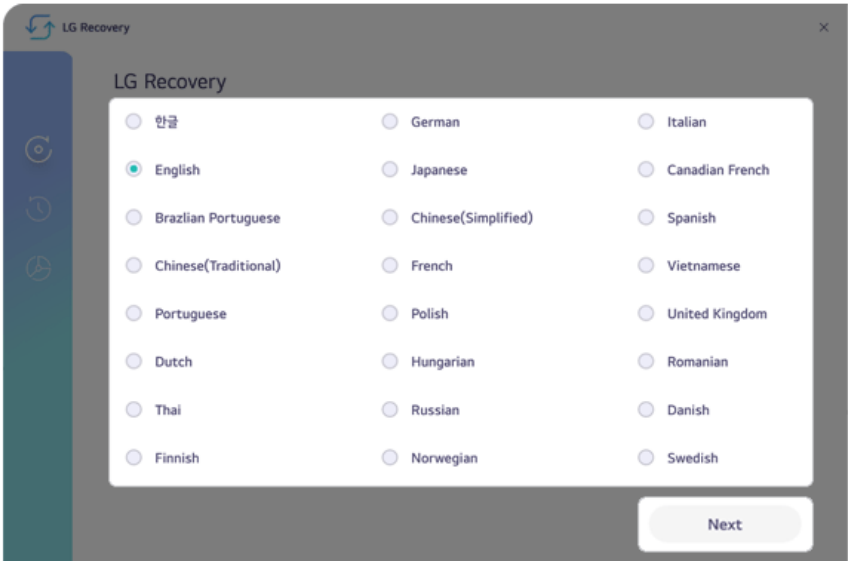 LG Recovery
LG Recovery
한글 German Italian
English Japanese Canadian French
Brazlian Portuguese Chinese(Simplified) Spanish
Chinese(Traditional) French Vietnamese
Portuguese Polish United Kingdom
Dutch Hungarian Romanian
Thai Russian Danish
Finnish Norwegian Swedish
Next